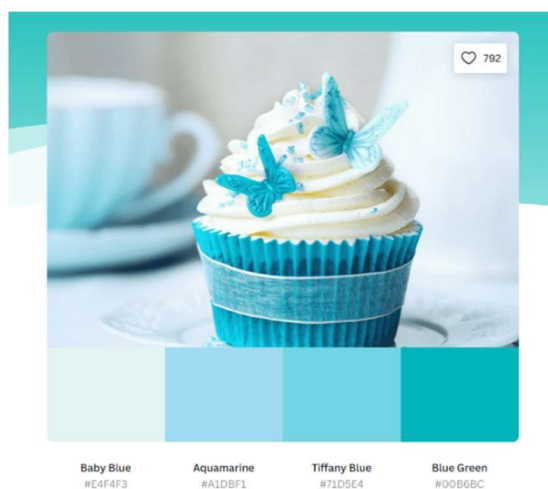 792
Baby Blue Aquamarine Tiffany Blue Blue Green
#E4F4F3 #A1DBF1 #71D5E4 #00B6BC